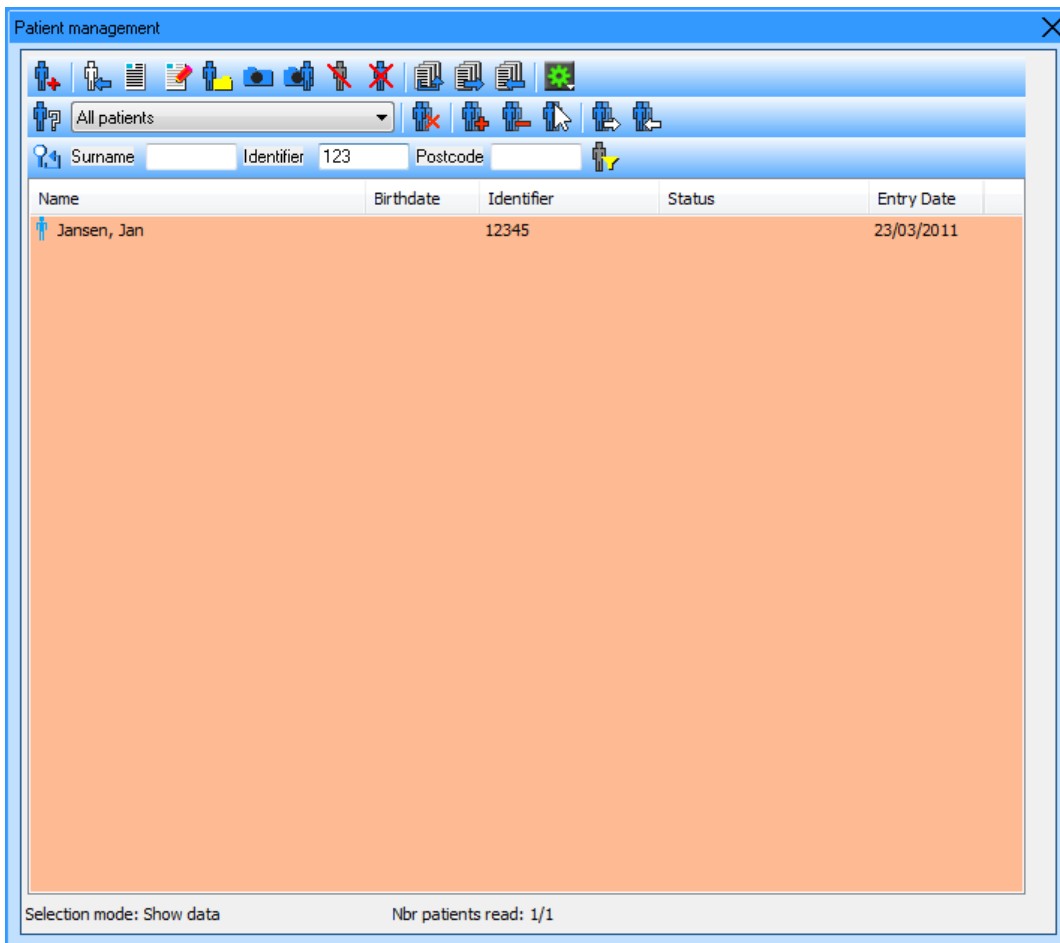 Patient management
All patients
Surname Identifier 123 Postcode
Name Birthdate Identifier Status Entry Date
Jansen, Jan 12345 23/03/2011
Selection mode: Show data Nbr patients read: 1/1